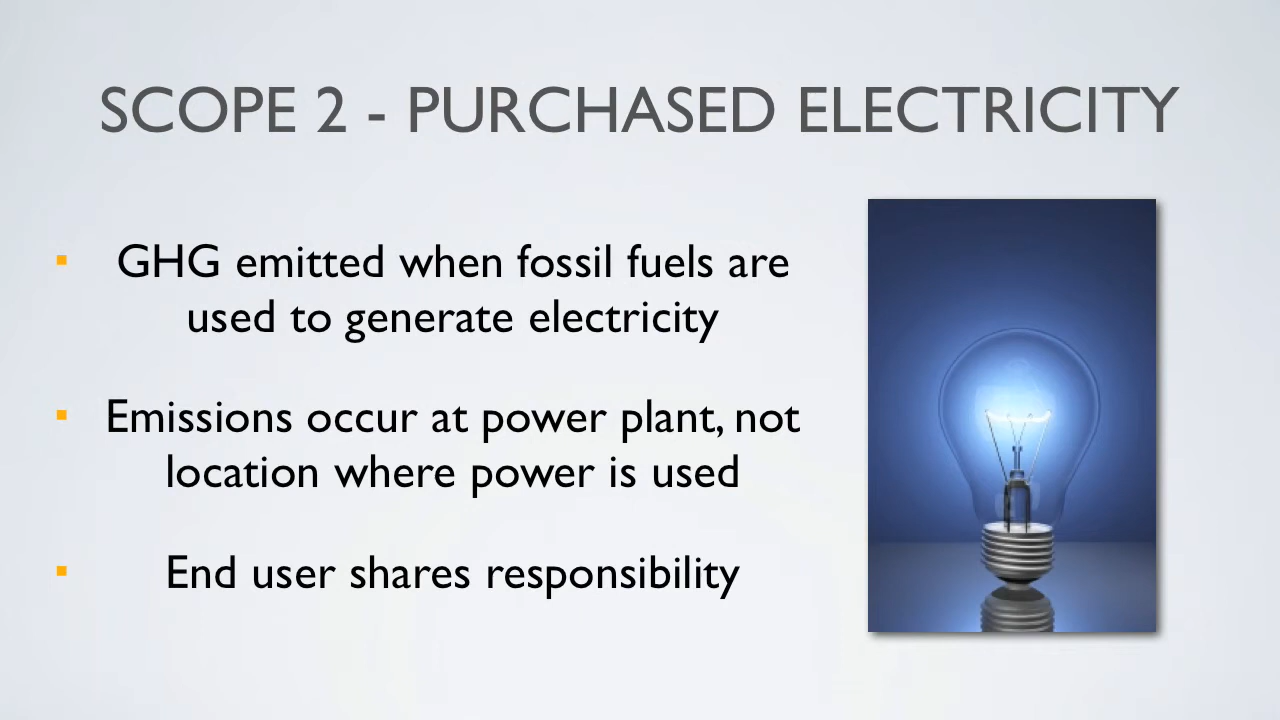 SCOPE 2 - PURCHASED ELECTRICITY
GHG emitted when fossil fuels are
used to generate electricity
Emissions occur at power plant, not
location where power is used
End user shares responsibility